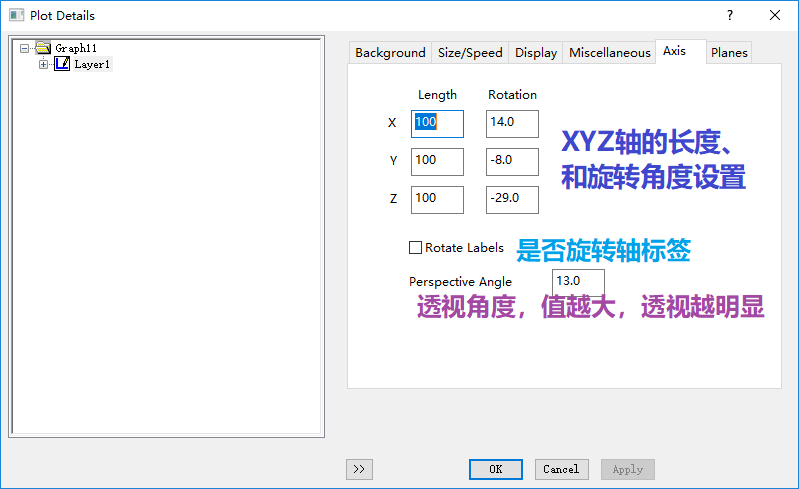 Plot Details
?
Graph11
Layer1
Background Size/Speed Display Miscellaneous Axis Planes
Length Rotation
X 100 14.0
Y 100 -8.0
Z 100 -29.0
XYZ轴的长度、
和旋转角度设置
Rotate Labels 是否旋转轴标签
Perspective Angle 13.0
透视角度，值越大，透视越明显
>> OK Cancel Apply